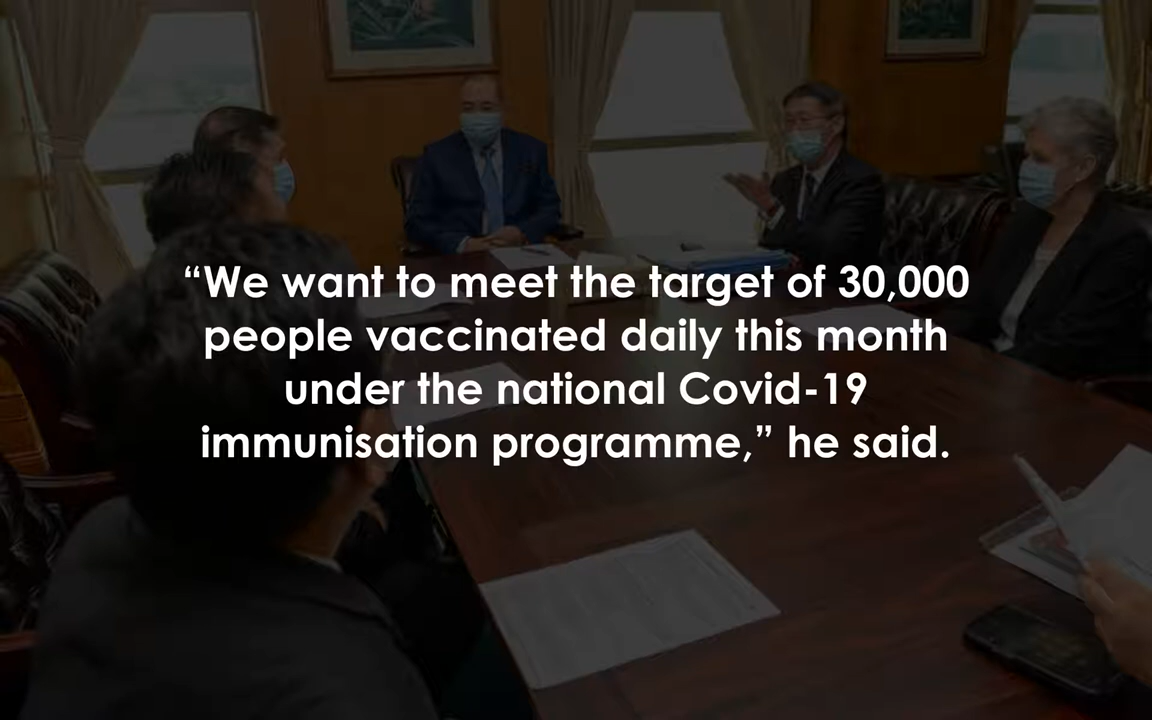 “We want to meet the target of 30,000
people vaccinated daily this month
under the national Covid-19
immunisation programme,” he said.